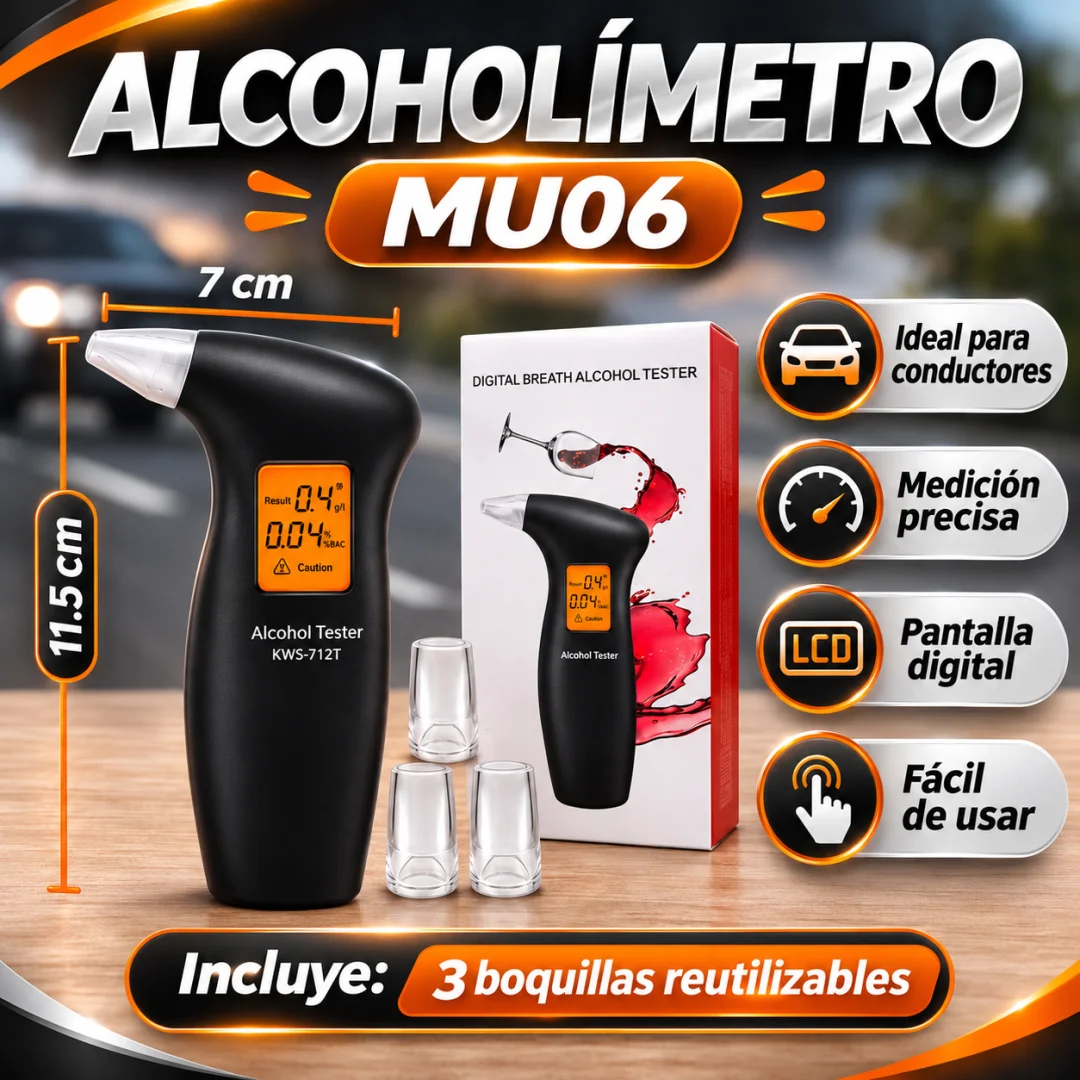 ALCOHOLÍMETRO
MU06
7 cm
11.5 cm
Result 0.4 g/l
0.04 %BAC
Caution
Alcohol Tester
KWS-712T
DIGITAL BREATH ALCOHOL TESTER
Result 0.4 g/l
0.04 %BAC
Caution
Alcohol Tester
Ideal para
conductores
Medición
precisa
LCD
Pantalla
digital
Fácil
de usar
Incluye: 3 boquillas reutilizables